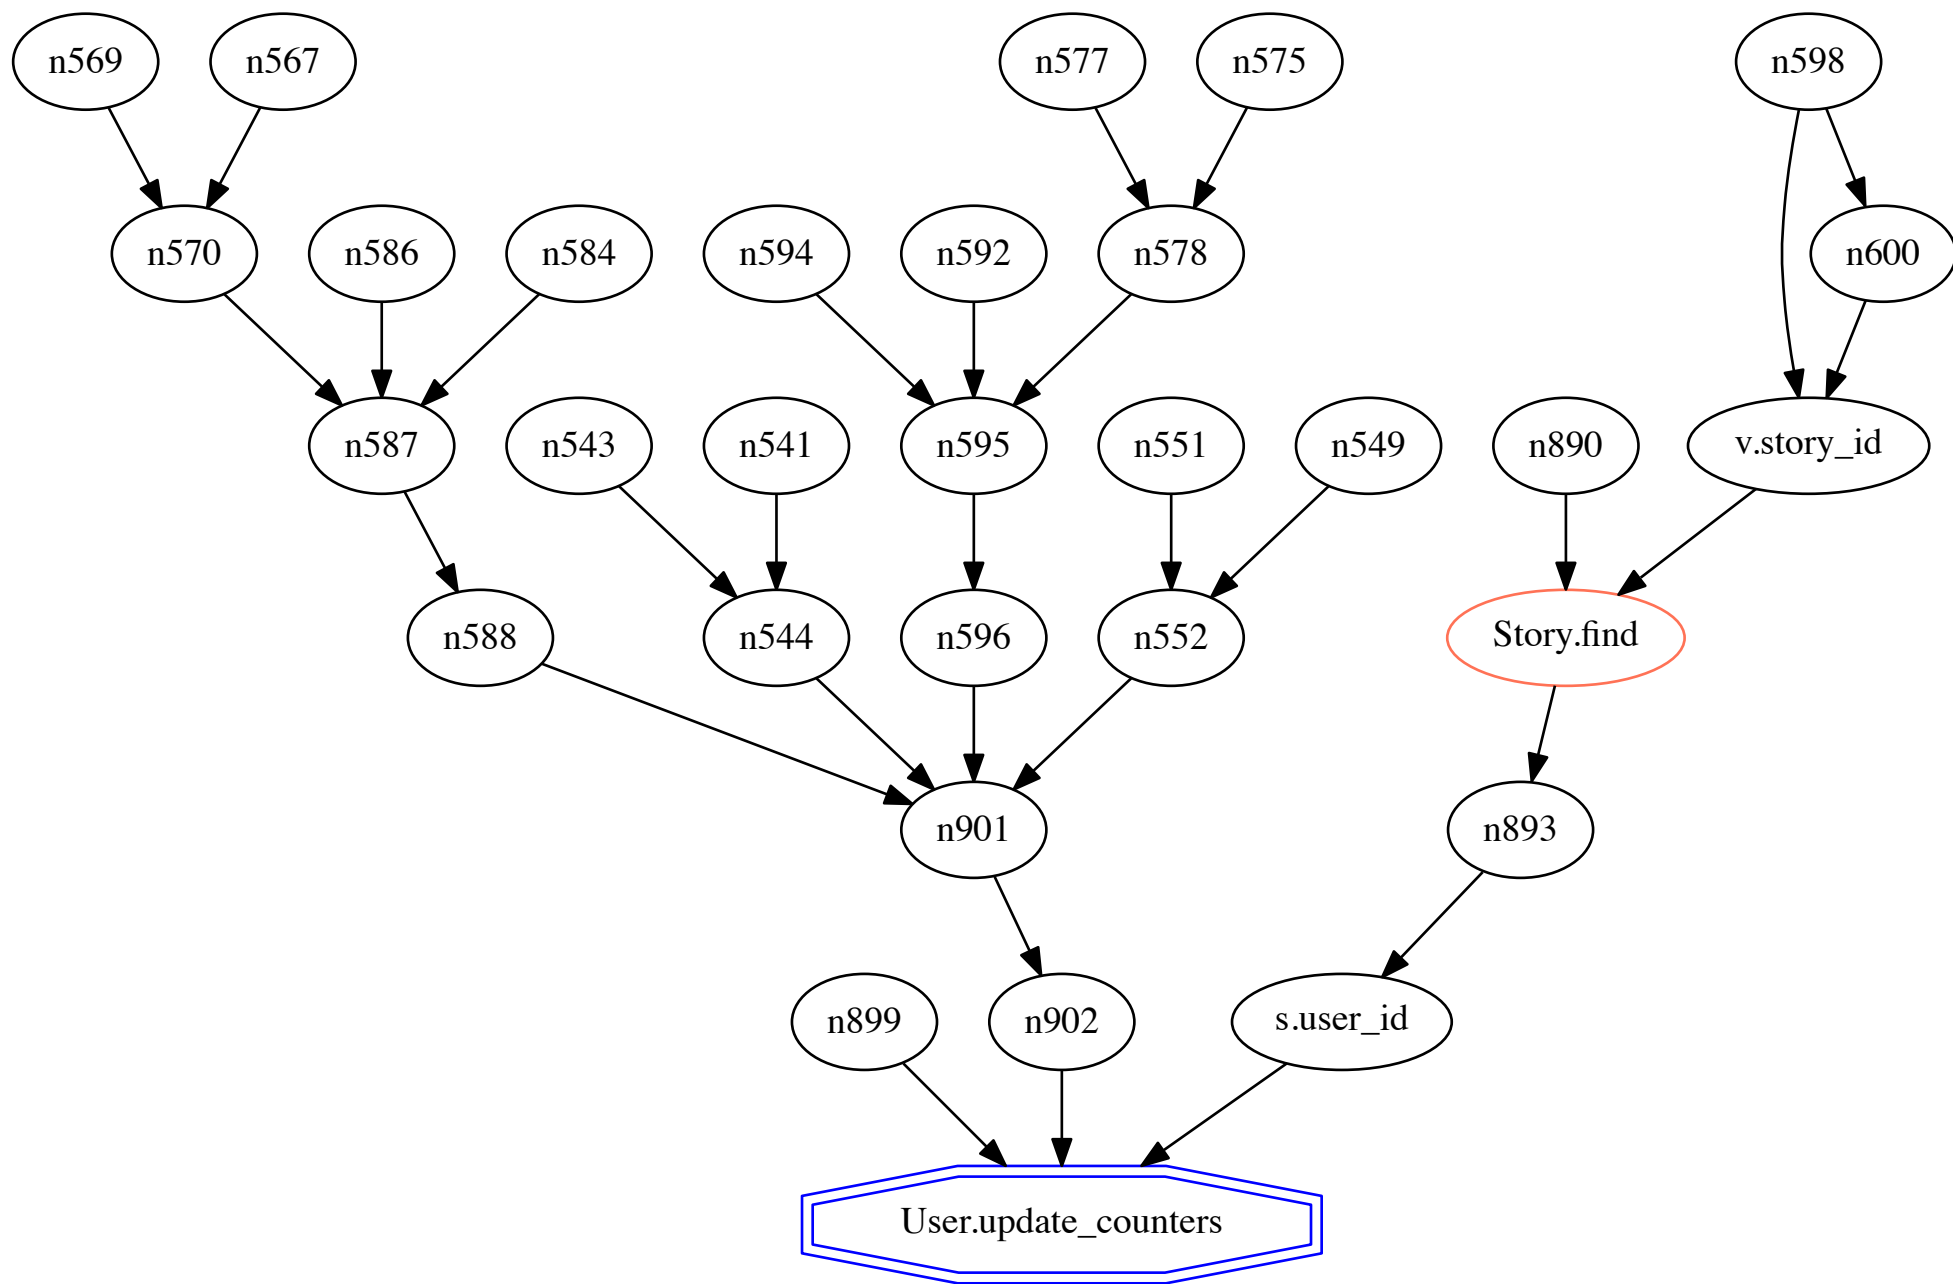 n569
n567
n577
n575
n598
n570
n586
n584
n594
n592
n578
n600
n587
n543
n541
n595
n551
n549
n890
v.story_id
n588
n544
n596
n552
Story.find
n901
n893
n899
n902
s.user_id
User.update_counters